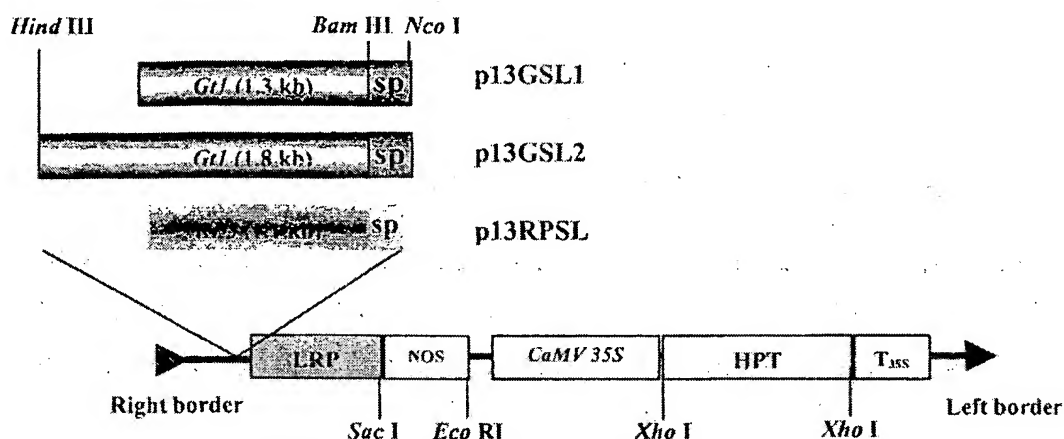 Hind III Bam HI Nco I
Gt1 (1.3 kb) sp p13GSL1
Gt1 (1.8 kb) sp p13GSL2
sp p13RPSL
LRP NOS CaMV 35S HPT T35S
Right border Left border
Sac I Eco RI Xho I Xho I